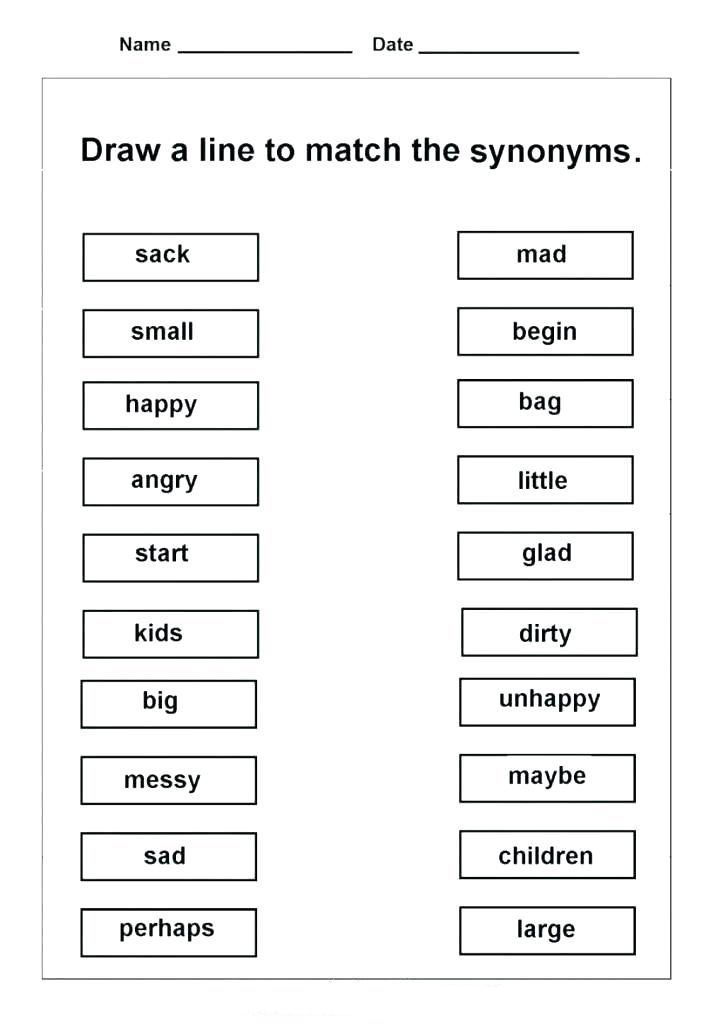 Name ________________ Date _______________
Draw a line to match the synonyms.
sack mad
small begin
happy bag
angry little
start glad
kids dirty
big unhappy
messy maybe
sad children
perhaps large